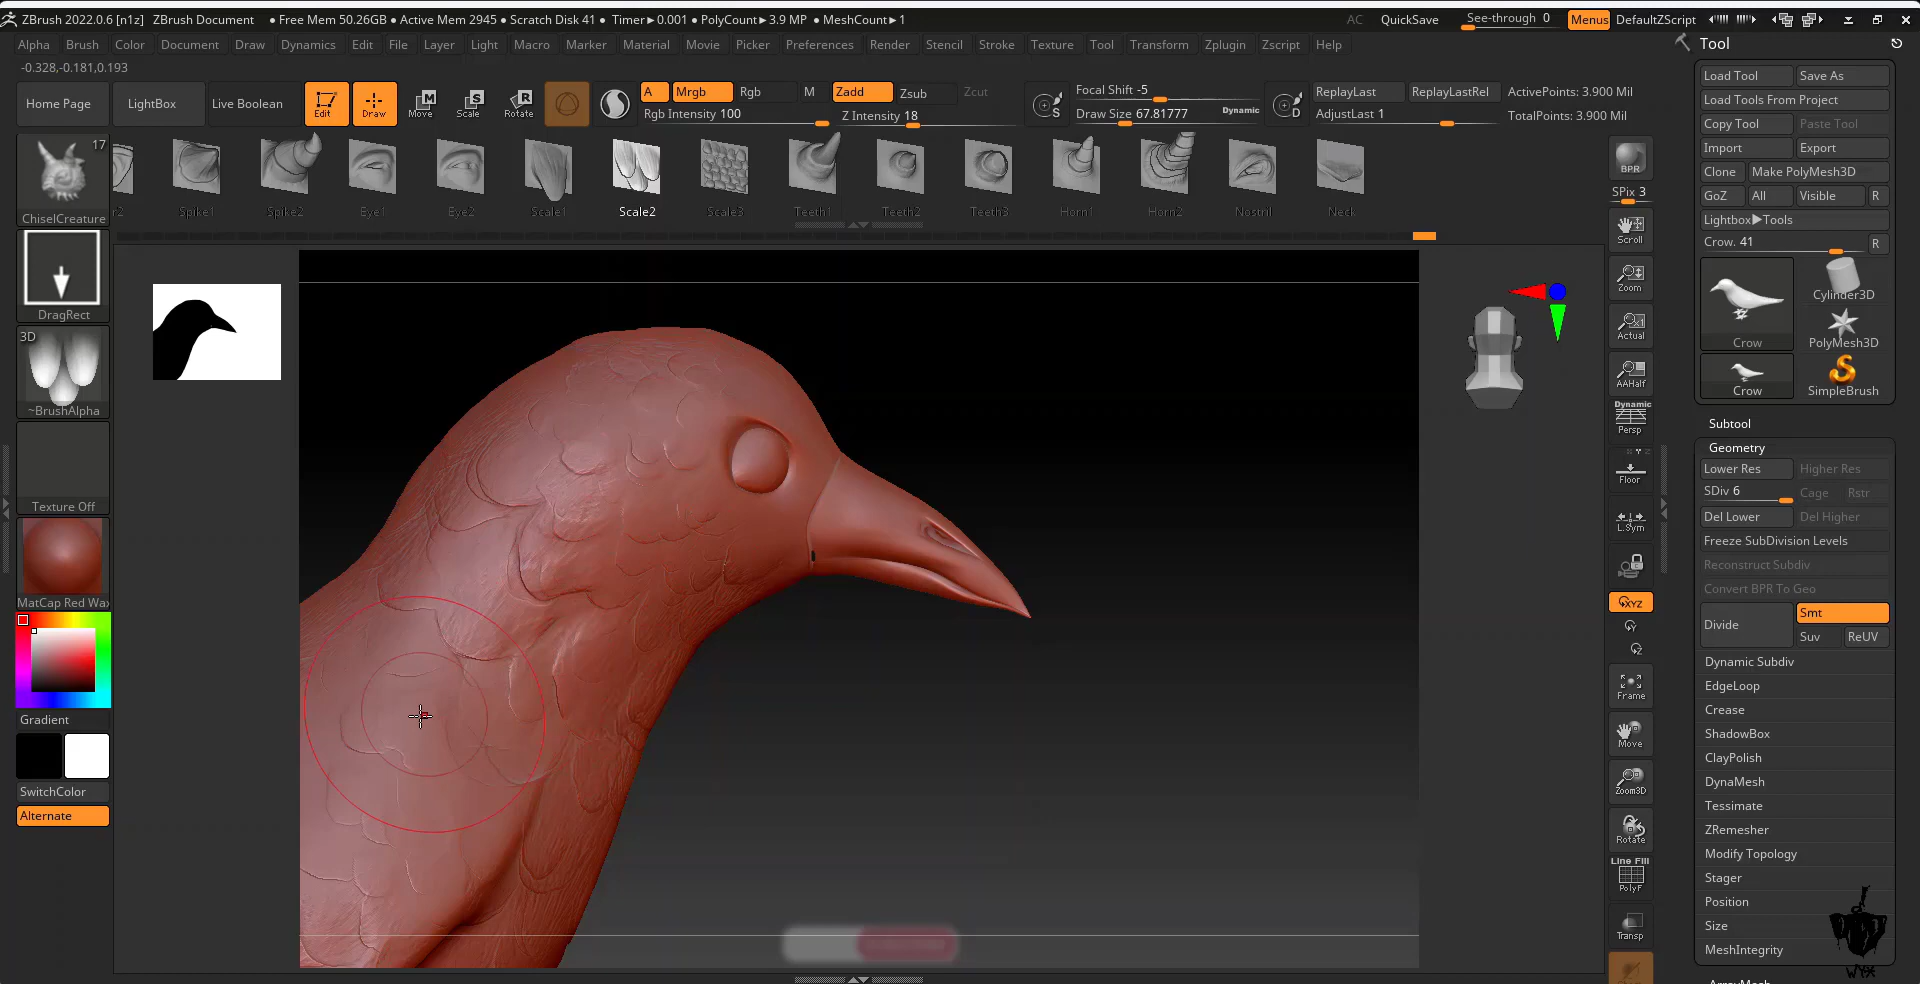 ZBrush 2022.0.6 [n1z] ZBrush Document ● Free Mem 50.26GB ● Active Mem 2945 ● Scratch Disk 41 ● Timer►0.001 ● PolyCount►3.9 MP ● MeshCount►1 AC QuickSave See-through 0 Menus DefaultZScript
Alpha Brush Color Document Draw Dynamics Edit File Layer Light Macro Marker Material Movie Picker Preferences Render Stencil Stroke Texture Tool Transform Zplugin Zscript Help
-0.328,-0.181,0.193
Home Page LightBox Live Boolean Edit Draw Move Scale Rotate
A Mrgb Rgb M Zadd Zsub Zcut
Rgb Intensity 100 Z Intensity 18
S Focal Shift -5
Draw Size 67.81777 Dynamic
D ReplayLast ReplayLastRel ActivePoints: 3.900 Mil
AdjustLast 1 TotalPoints: 3.900 Mil
17
ChiselCreature
r2 Spike1 Spike2 Eye1 Eye2 Scale1 Scale2 Scale3 Teeth1 Teeth2 Teeth3 Horn1 Horn2 Nostril Neck
DragRect
3D
~BrushAlpha
Texture Off
MatCap Red Wax
Gradient
SwitchColor
Alternate
BPR
SPix 3
Scroll
Zoom
Actual
AAHalf
Dynamic
Persp
Floor
L.Sym
XYZ
Y
Z
Frame
Move
Zoom3D
Rotate
Line Fill
PolyF
Transp
Tool
Load Tool Save As
Load Tools From Project
Copy Tool Paste Tool
Import Export
Clone Make PolyMesh3D
GoZ All Visible R
Lightbox►Tools
Crow. 41 R
Crow Cylinder3D
PolyMesh3D
Crow SimpleBrush
Subtool
Geometry
Lower Res Higher Res
SDiv 6 Cage Rstr
Del Lower Del Higher
Freeze SubDivision Levels
Reconstruct Subdiv
Convert BPR To Geo
Divide Smt
Suv ReUV
Dynamic Subdiv
EdgeLoop
Crease
ShadowBox
ClayPolish
DynaMesh
Tessimate
ZRemesher
Modify Topology
Stager
Position
Size
MeshIntegrity